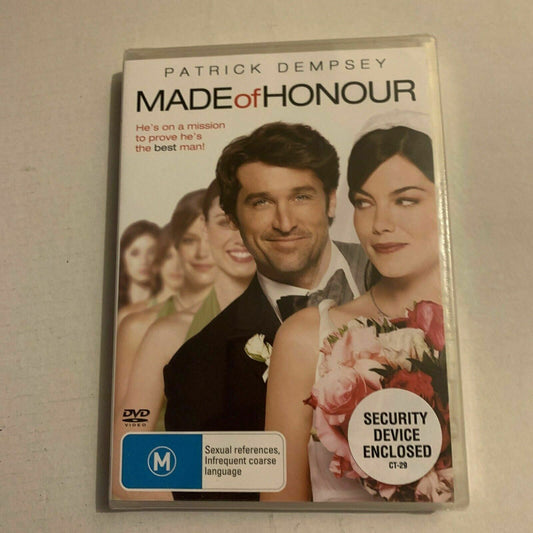 PATRICK DEMPSEY
MADE of HONOUR
He's on a mission
to prove he's
the best man!
DVD
VIDEO
M
Sexual references,
Infrequent coarse
language
SECURITY
DEVICE
ENCLOSED
CT-29